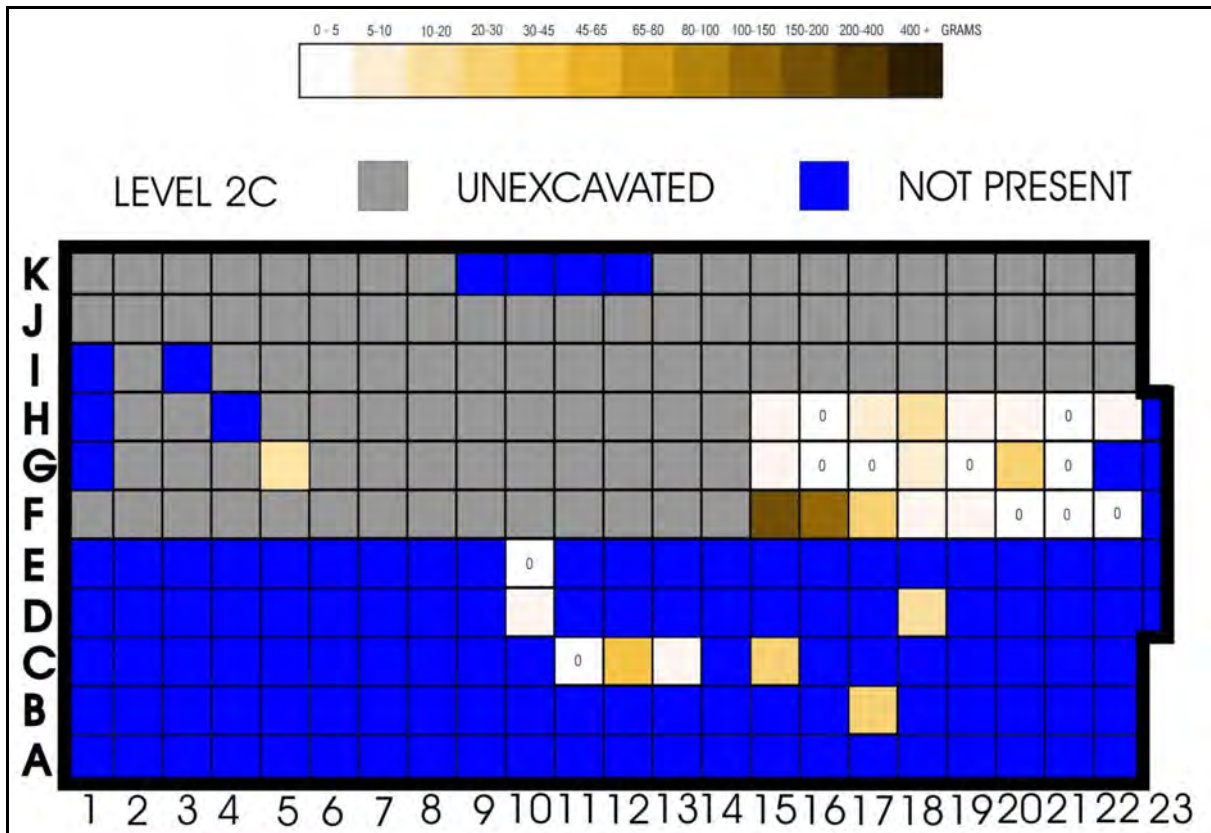 0 - 5 5-10 10-20 20-30 30-45 45-65 65-80 80-100 100-150 150-200 200-400 400 + GRAMS
LEVEL 2C UNEXCAVATED NOT PRESENT
K
J
I
H 0 0
G 0 0 0 0
F 0 0 0
E 0
D
C 0
B
A
1 2 3 4 5 6 7 8 9 10 11 12 13 14 15 16 17 18 19 20 21 22 23